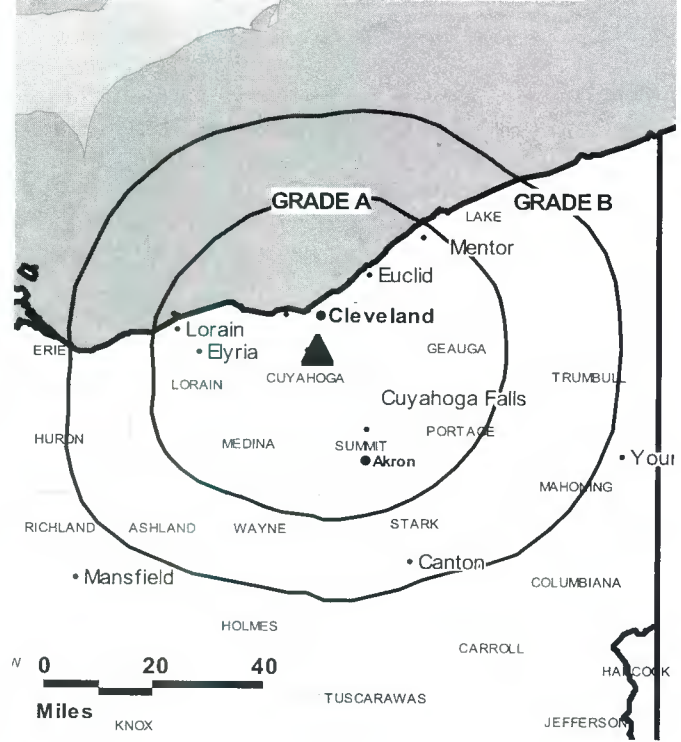 GRADE A
GRADE B
LAKE
Mentor
Euclid
Cleveland
Lorain
ERIE
Elyria
GEAUGA
CUYAHOGA
LORAIN
TRUMBULL
Cuyahoga Falls
PORTAGE
HURON
MEDINA
SUMMIT
Akron
Your
MAHONING
RICHLAND
ASHLAND
WAYNE
STARK
Canton
Mansfield
COLUMBIANA
HOLMES
CARROLL
0 20 40
HANCOCK
Miles
TUSCARAWAS
KNOX
JEFFERSON